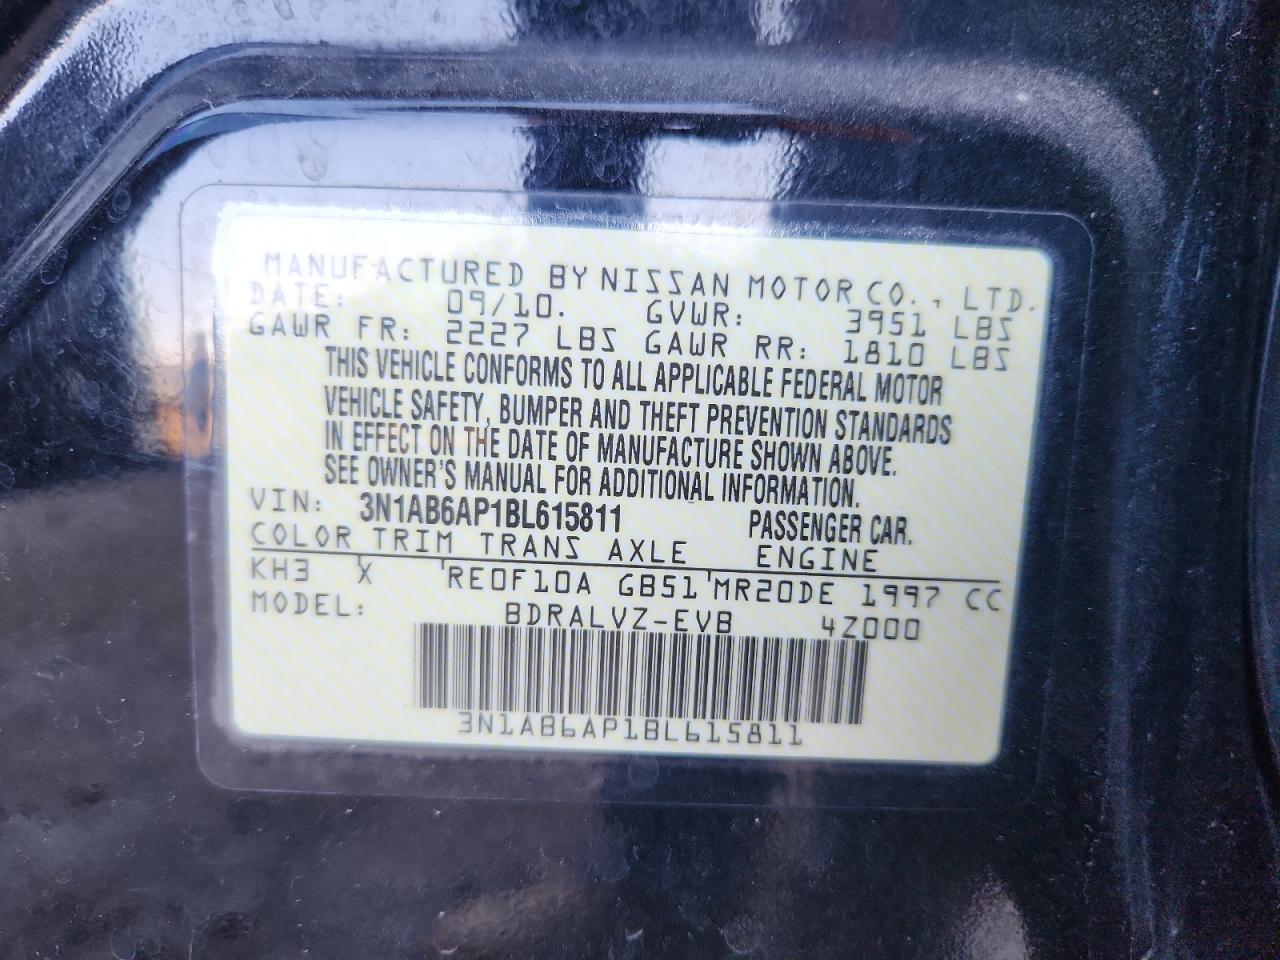 MANUFACTURED BY NISSAN MOTOR CO., LTD.
DATE: 09/10. GVWR: 3951 LBS
GAWR FR: 2227 LBS GAWR RR: 1810 LBS
THIS VEHICLE CONFORMS TO ALL APPLICABLE FEDERAL MOTOR
VEHICLE SAFETY, BUMPER AND THEFT PREVENTION STANDARDS
IN EFFECT ON THE DATE OF MANUFACTURE SHOWN ABOVE.
SEE OWNER'S MANUAL FOR ADDITIONAL INFORMATION.
VIN: 3N1AB6AP1BL615811 PASSENGER CAR.
COLOR TRIM TRANS AXLE ENGINE
KH3 X RE0F10A GB51 MR20DE 1997 CC
MODEL: BDRALVZ-EVB 4Z000
3N1AB6AP1BL615811